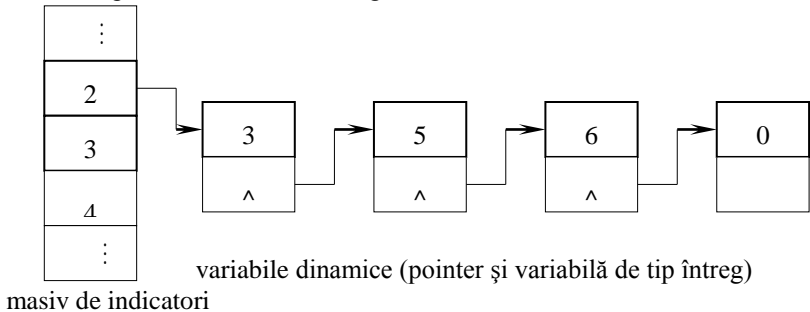 ⋮
2
3
4
⋮
3 5 6 0
^ ^ ^
variabile dinamice (pointer şi variabilă de tip întreg)
masiv de indicatori